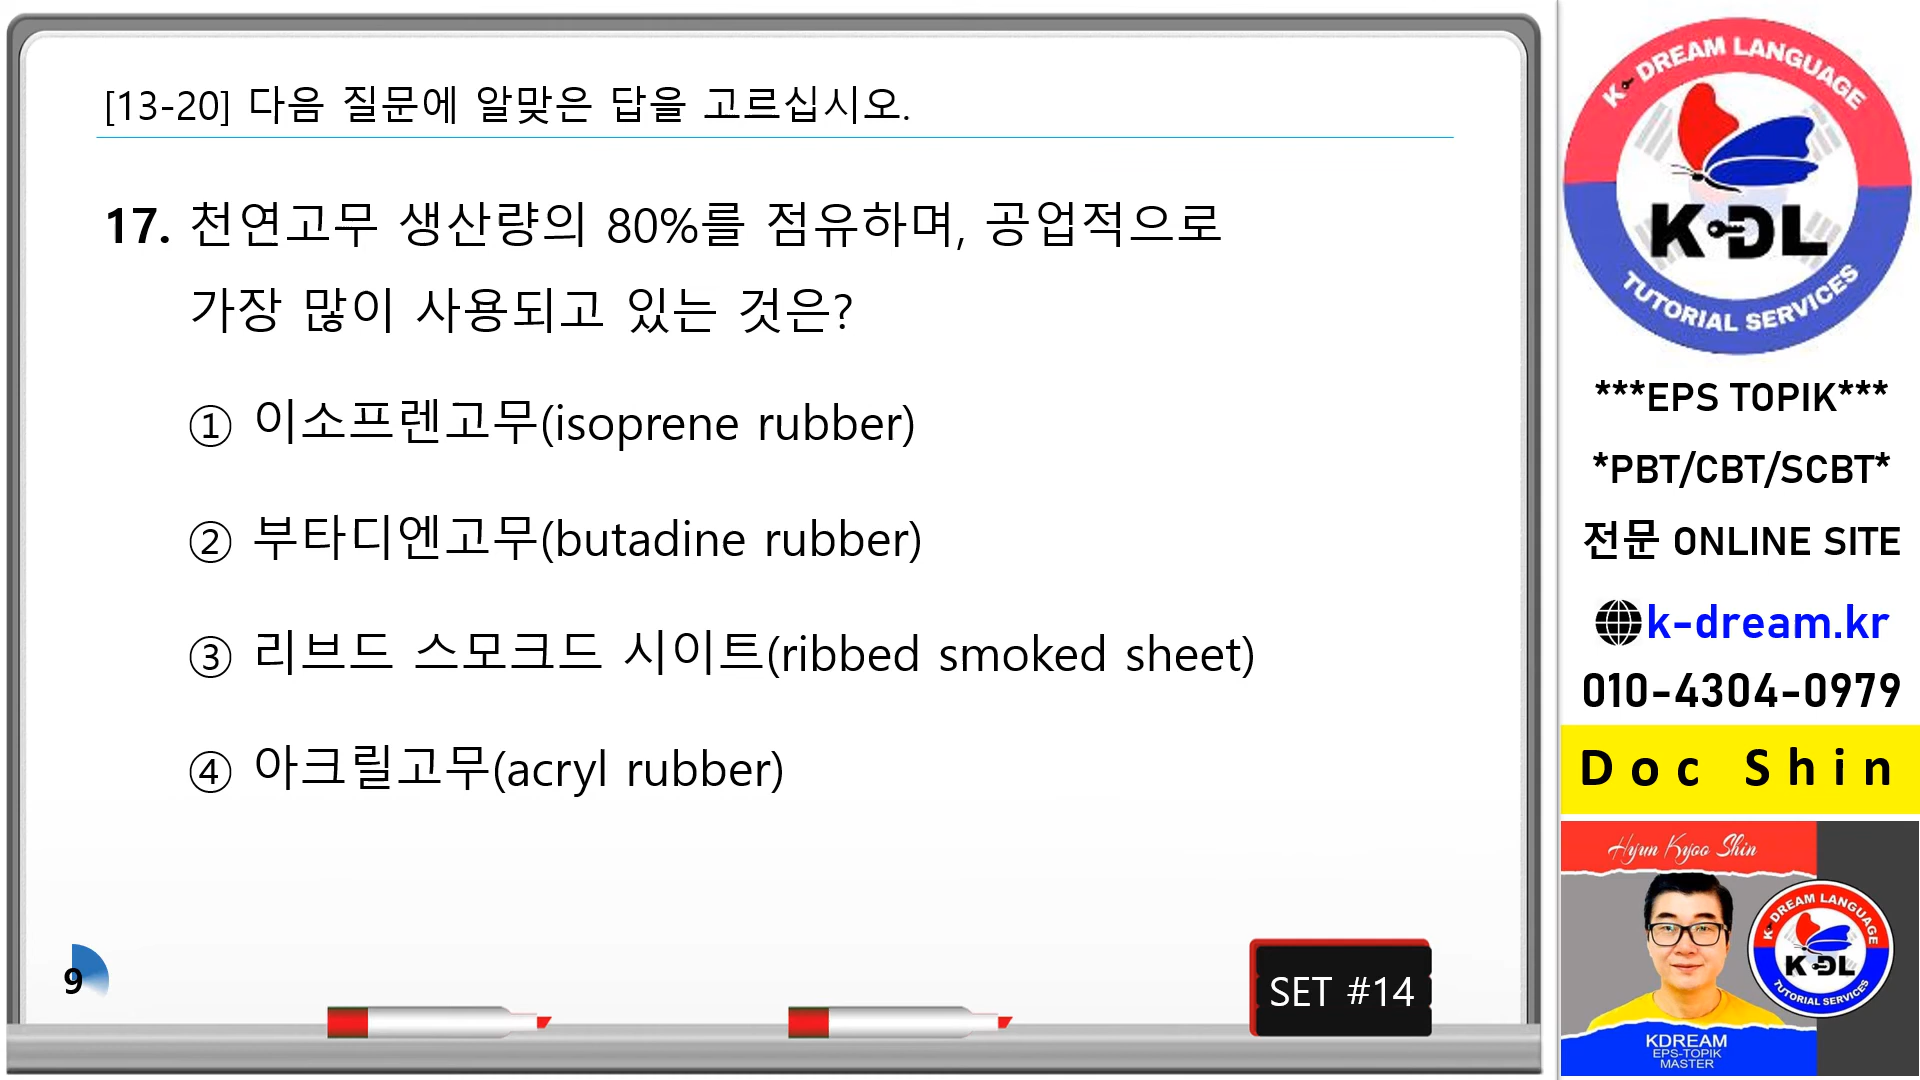 [13-20] 다음 질문에 알맞은 답을 고르십시오.
17. 천연고무 생산량의 80%를 점유하며, 공업적으로
가장 많이 사용되고 있는 것은?
① 이소프렌고무(isoprene rubber)
② 부타디엔고무(butadine rubber)
③ 리브드 스모크드 시이트(ribbed smoked sheet)
④ 아크릴고무(acryl rubber)
9
SET #14
K-DREAM LANGUAGE
K-DL
TUTORIAL SERVICES
***EPS TOPIK***
*PBT/CBT/SCBT*
전문 ONLINE SITE
k-dream.kr
010-4304-0979
Doc Shin
Hyun Kyoo Shin
K-DREAM LANGUAGE
K-DL
TUTORIAL SERVICES
KDREAM
EPS-TOPIK
MASTER